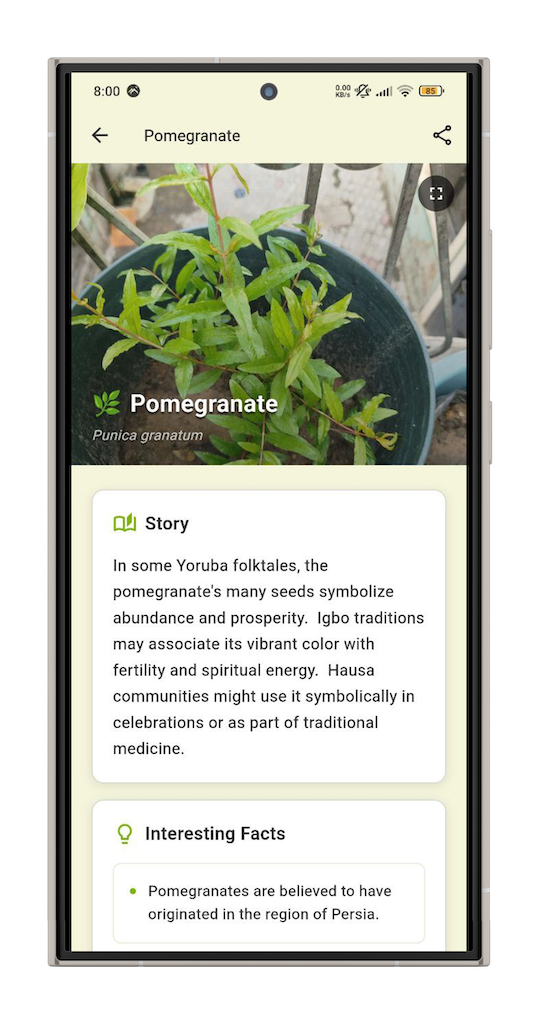 8:00
0.00
KB/s
85
Pomegranate
Pomegranate
Punica granatum
Story
In some Yoruba folktales, the
pomegranate's many seeds symbolize
abundance and prosperity.  Igbo traditions
may associate its vibrant color with
fertility and spiritual energy.  Hausa
communities might use it symbolically in
celebrations or as part of traditional
medicine.
Interesting Facts
Pomegranates are believed to have
originated in the region of Persia.